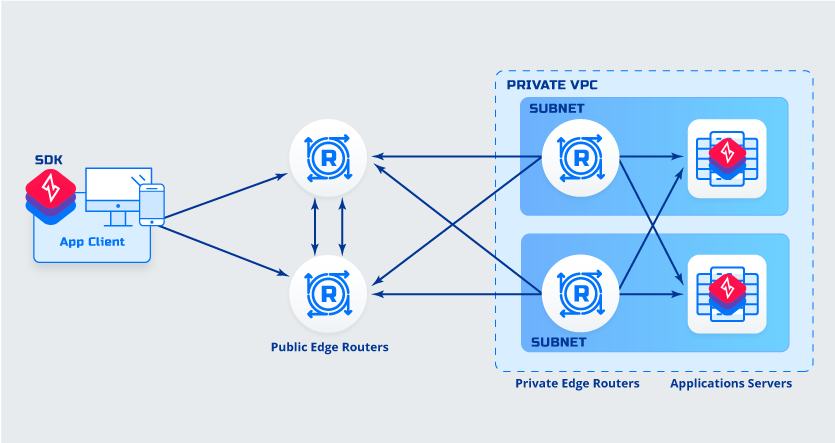 PRIVATE VPC
SUBNET
SDK
R
R
App Client
R
R
Public Edge Routers
SUBNET
Private Edge Routers
Applications Servers